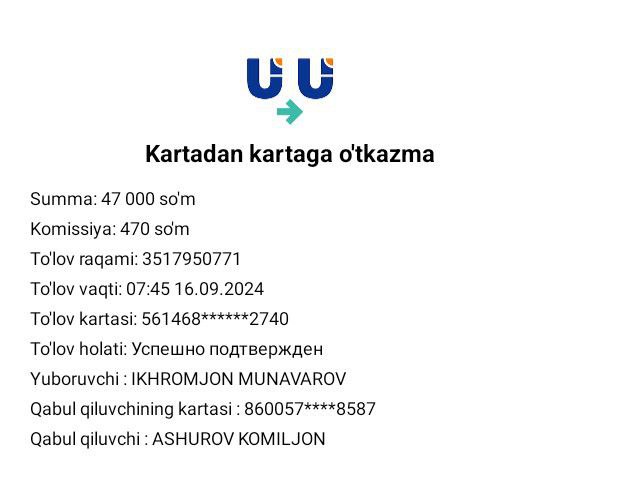 Kartadan kartaga o'tkazma
Summa: 47 000 so'm
Komissiya: 470 so'm
To'lov raqami: 3517950771
To'lov vaqti: 07:45 16.09.2024
To'lov kartasi: 561468******2740
To'lov holati: Успешно подтвержден
Yuboruvchi : IKHROMJON MUNAVAROV
Qabul qiluvchining kartasi : 860057****8587
Qabul qiluvchi : ASHUROV KOMILJON